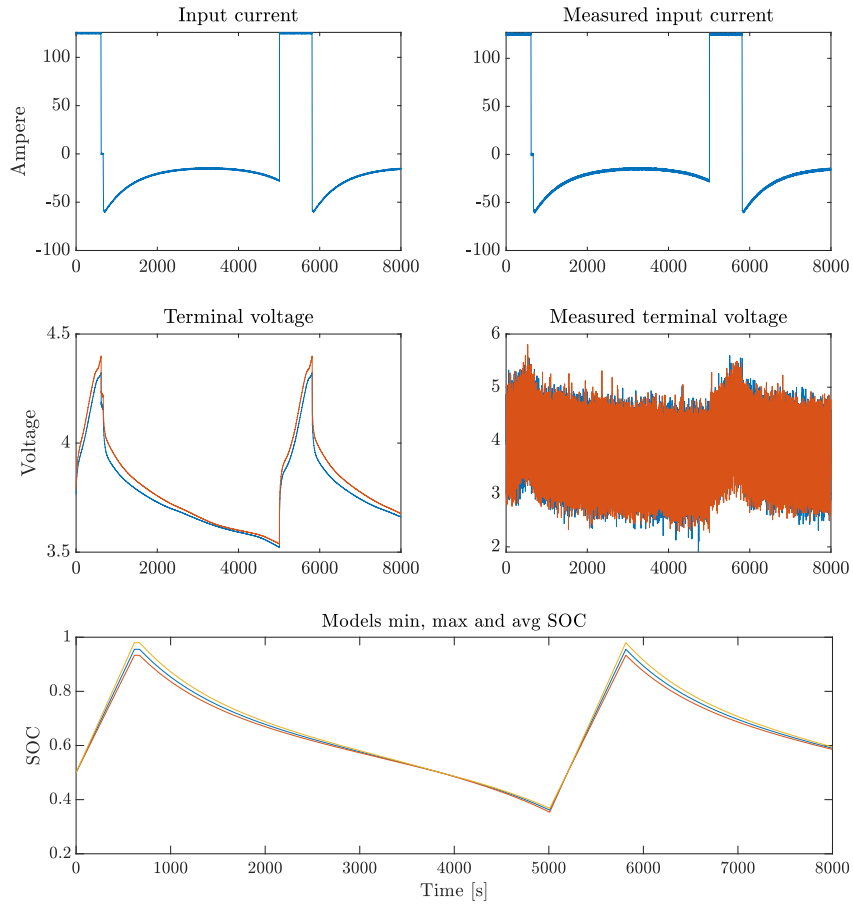 Input current
Measured input current
Ampere
100
50
0
-50
-100
0 2000 4000 6000 8000
100
50
0
-50
-100
0 2000 4000 6000 8000
Terminal voltage
Measured terminal voltage
Voltage
4.5
4
3.5
0 2000 4000 6000 8000
6
5
4
3
2
0 2000 4000 6000 8000
Models min, max and avg SOC
SOC
1
0.8
0.6
0.4
0.2
0 1000 2000 3000 4000 5000 6000 7000 8000
Time [s]